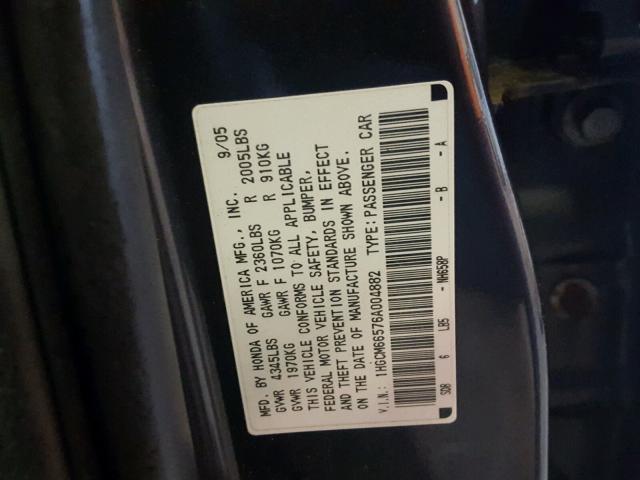 MFD. BY HONDA OF AMERICA MFG., INC. 9/05
GVWR 4345LBS GAWR F 2360LBS R 2005LBS
GVWR 1970KG GAWR F 1070KG R 910KG
THIS VEHICLE CONFORMS TO ALL APPLICABLE
FEDERAL MOTOR VEHICLE SAFETY, BUMPER,
AND THEFT PREVENTION STANDARDS IN EFFECT
ON THE DATE OF MANUFACTURE SHOWN ABOVE.
V.I.N.: 1HGCM66576A004882 TYPE:PASSENGER CAR
SDB 6 LB5 - NH658P - B - A